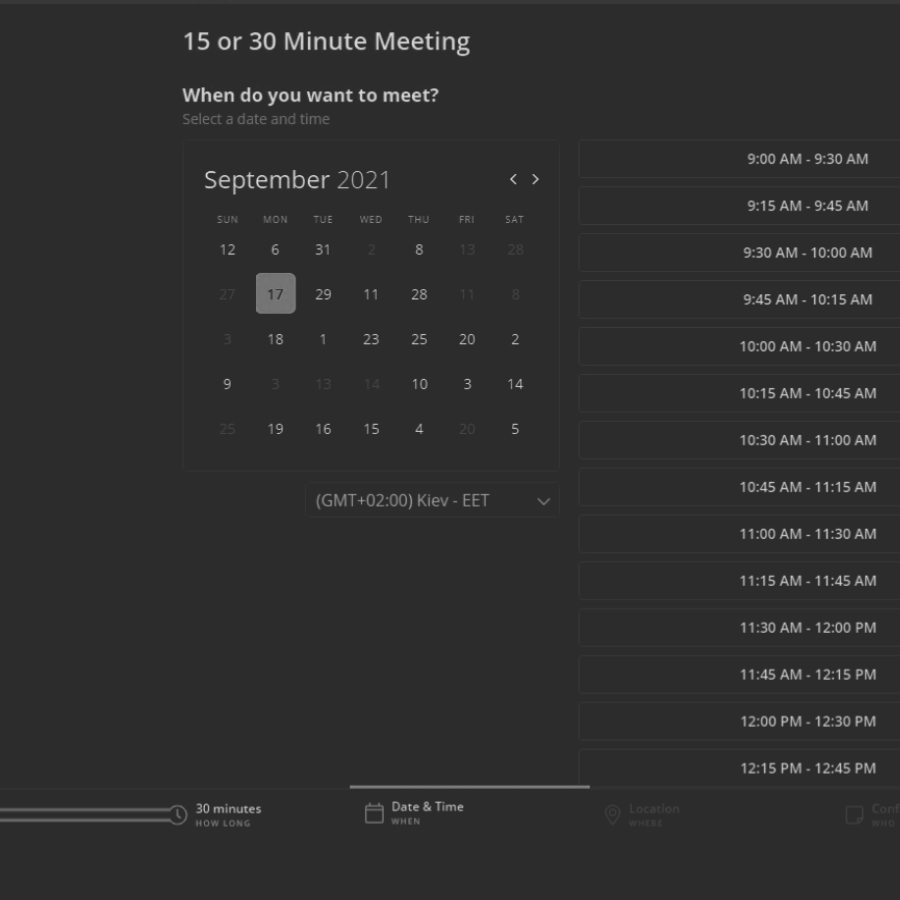 15 or 30 Minute Meeting
When do you want to meet?
Select a date and time
September 2021
SUN MON TUE WED THU FRI SAT
12 6 31 2 8 13 28
27 17 29 11 28 11 8
3 18 1 23 25 20 2
9 3 13 14 10 3 14
25 19 16 15 4 20 5
(GMT+02:00) Kiev - EET
9:00 AM - 9:30 AM
9:15 AM - 9:45 AM
9:30 AM - 10:00 AM
9:45 AM - 10:15 AM
10:00 AM - 10:30 AM
10:15 AM - 10:45 AM
10:30 AM - 11:00 AM
10:45 AM - 11:15 AM
11:00 AM - 11:30 AM
11:15 AM - 11:45 AM
11:30 AM - 12:00 PM
11:45 AM - 12:15 PM
12:00 PM - 12:30 PM
12:15 PM - 12:45 PM
30 minutes
HOW LONG
Date & Time
WHEN
Location
WHERE
Conf
WHO